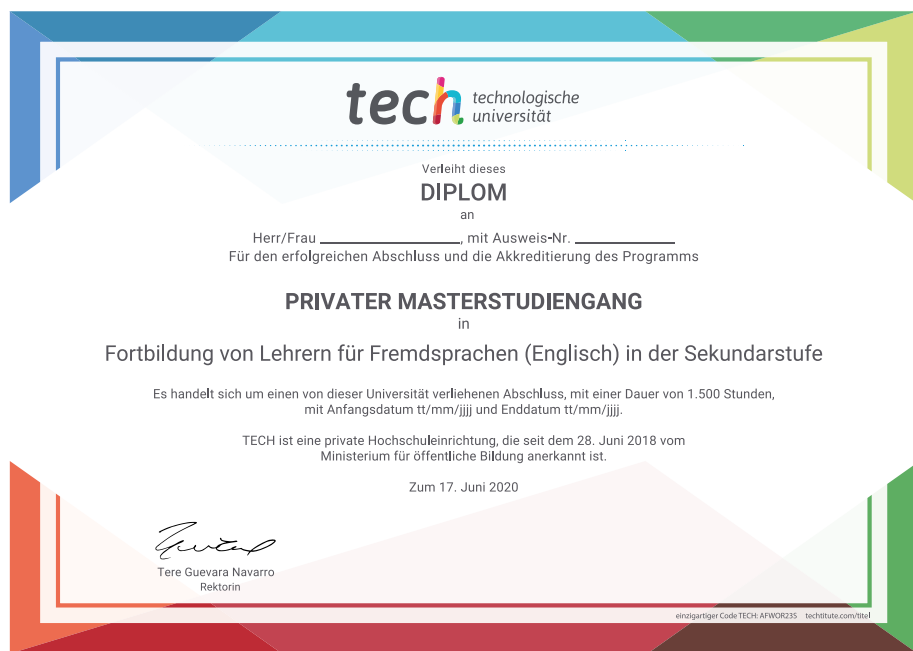 tech technologische
universität
Verleiht dieses
DIPLOM
an
Herr/Frau ____________________, mit Ausweis-Nr. ______________
Für den erfolgreichen Abschluss und die Akkreditierung des Programms
PRIVATER MASTERSTUDIENGANG
in
Fortbildung von Lehrern für Fremdsprachen (Englisch) in der Sekundarstufe
Es handelt sich um einen von dieser Universität verliehenen Abschluss, mit einer Dauer von 1.500 Stunden,
mit Anfangsdatum tt/mm/jjjj und Enddatum tt/mm/jjjj.
TECH ist eine private Hochschuleinrichtung, die seit dem 28. Juni 2018 vom
Ministerium für öffentliche Bildung anerkannt ist.
Zum 17. Juni 2020
Tere Guevara Navarro
Rektorin
einzigartiger Code TECH: AFWOR235 techtitute.com/titel